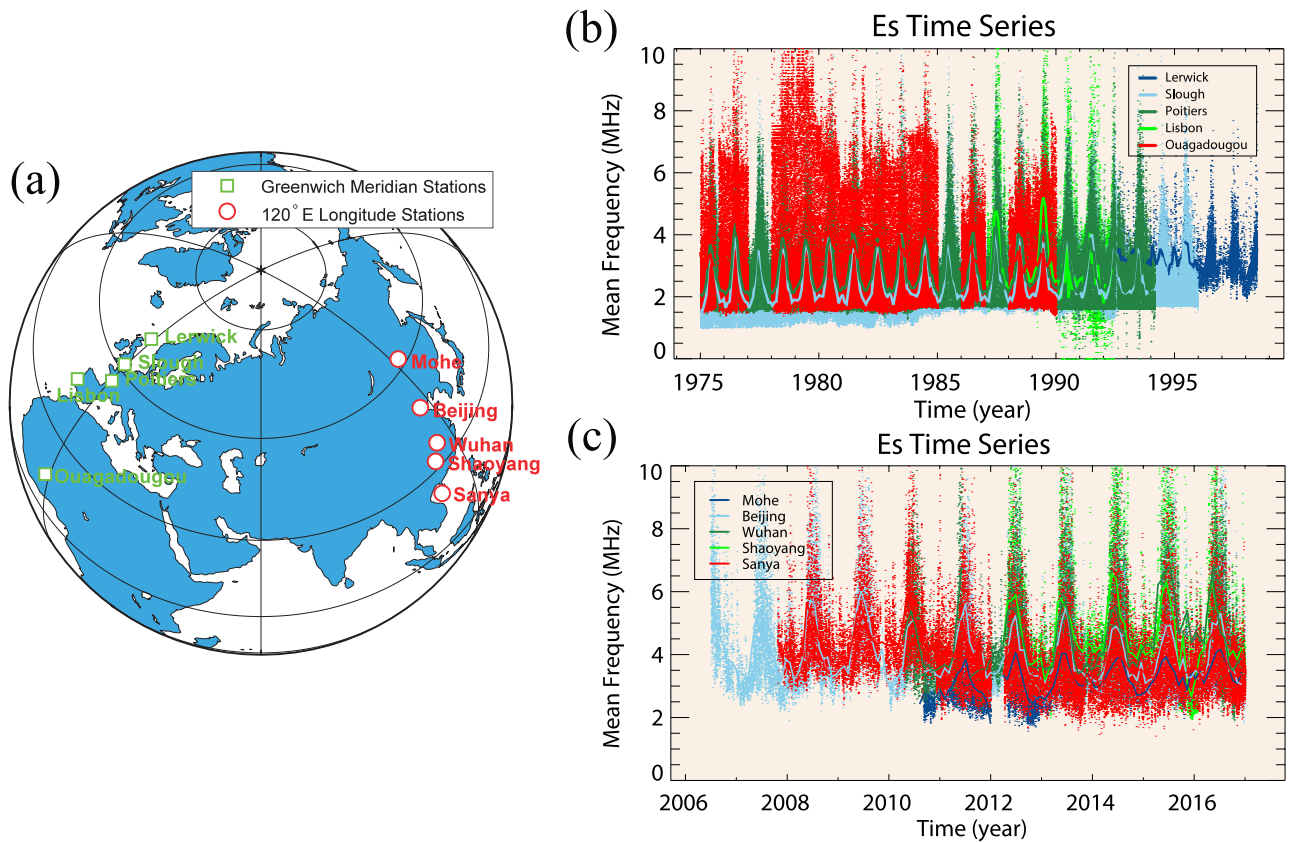 (a)
Greenwich Meridian Stations
120° E Longitude Stations
Lerwick
Slough
Poitiers
Lisbon
Ouagadougou
Mohe
Beijing
Wuhan
Shaoyang
Sanya
(b)
Es Time Series
Mean Frequency (MHz)
10
8
6
4
2
0
Lerwick
Slough
Poitiers
Lisbon
Ouagadougou
1975 1980 1985 1990 1995
Time (year)
(c)
Es Time Series
Mean Frequency (MHz)
10
8
6
4
2
0
Mohe
Beijing
Wuhan
Shaoyang
Sanya
2006 2008 2010 2012 2014 2016
Time (year)